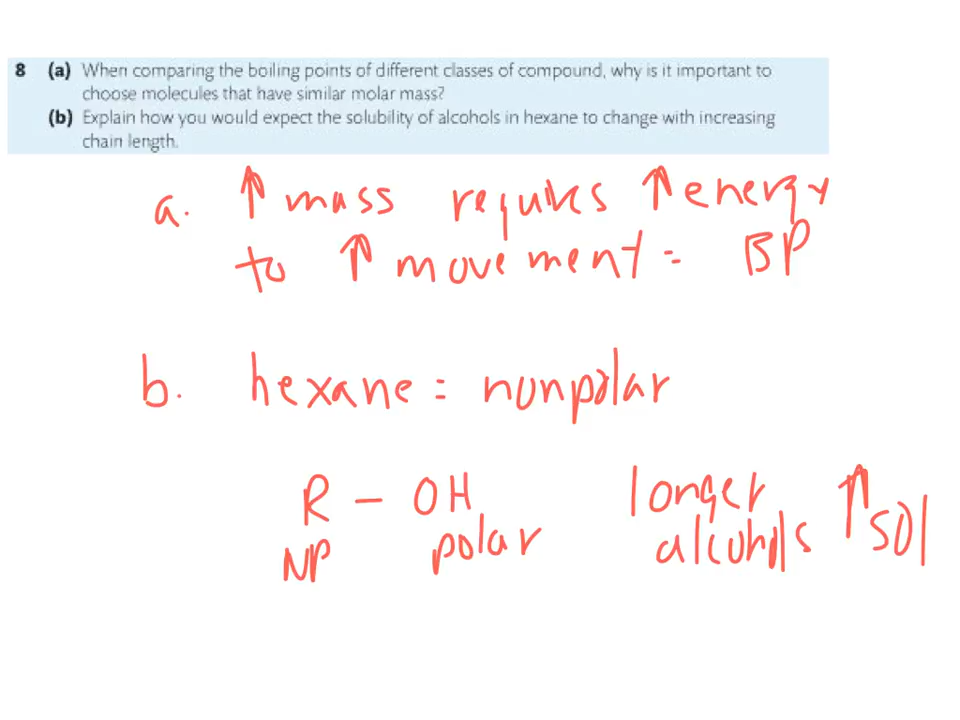 8 (a) When comparing the boiling points of different classes of compound, why is it important to
choose molecules that have similar molar mass?
(b) Explain how you would expect the solubility of alcohols in hexane to change with increasing
chain length.
a. ↑ mass requires ↑ energy
to ↑ movement = BP
b. hexane = nonpolar
R - OH longer ↑ sol
NP polar alcohols